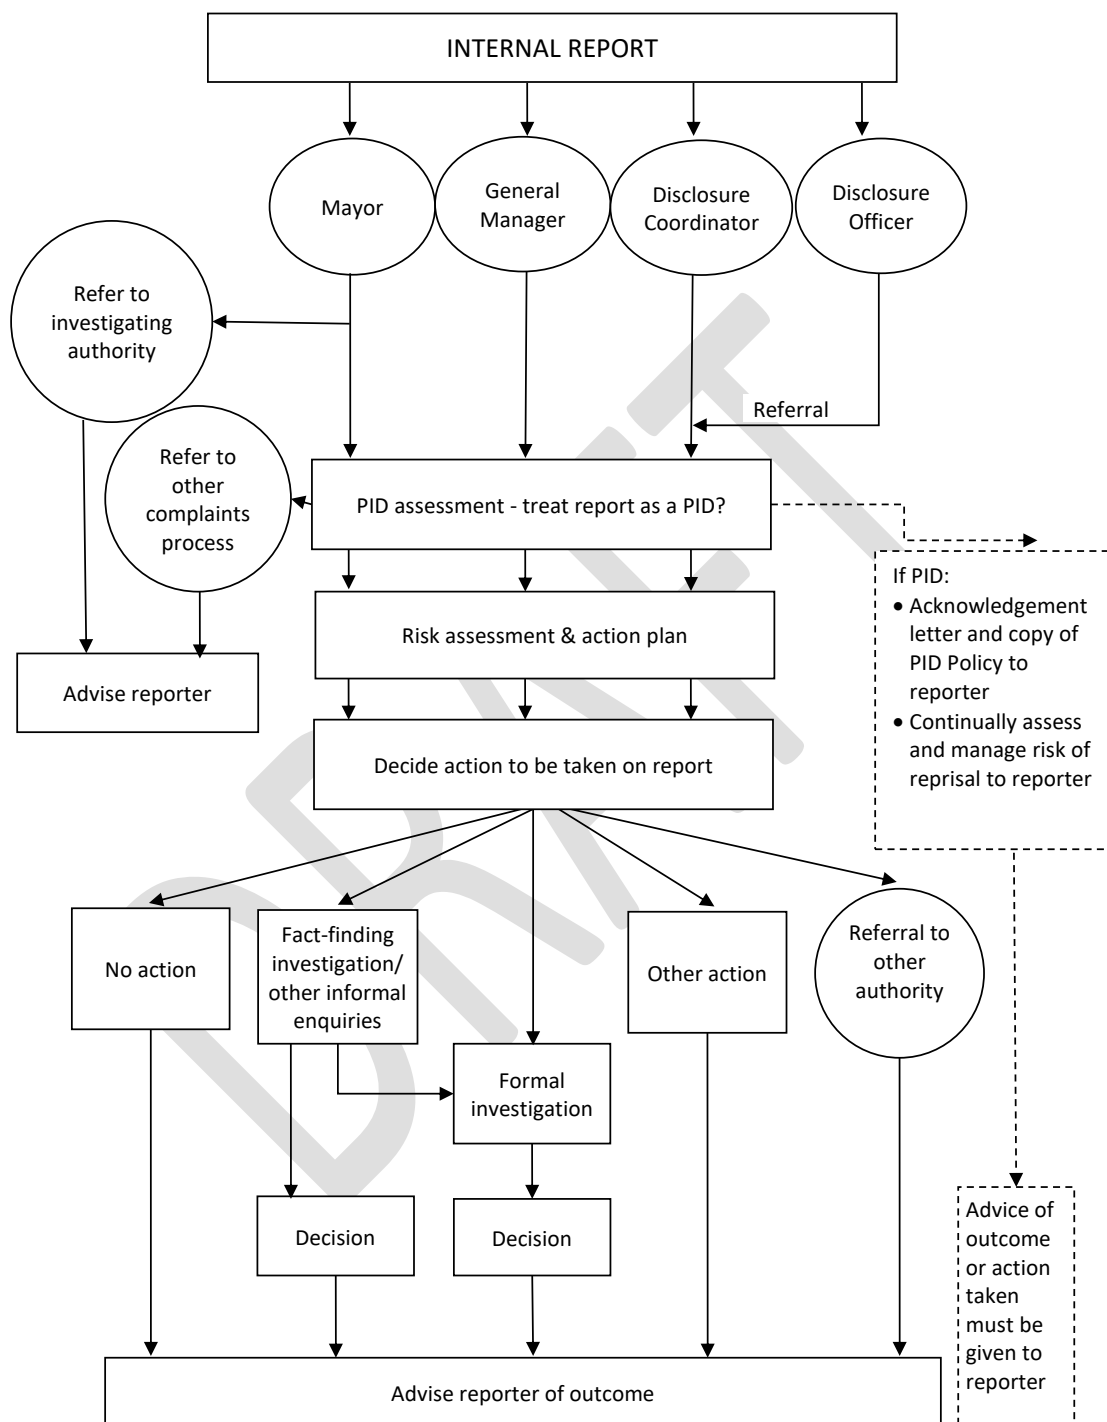 INTERNAL REPORT
Mayor
General
Manager
Disclosure
Coordinator
Disclosure
Officer
Refer to
investigating
authority
Referral
Refer to
other
complaints
process
PID assessment - treat report as a PID?
If PID:
• Acknowledgement
letter and copy of
PID Policy to
reporter
• Continually assess
and manage risk of
reprisal to reporter
Risk assessment & action plan
Advise reporter
Decide action to be taken on report
No action
Fact-finding
investigation/
other informal
enquiries
Other action
Referral to
other
authority
Formal
investigation
Decision
Decision
Advice of
outcome
or action
taken
must be
given to
reporter
Advise reporter of outcome
DRAFT